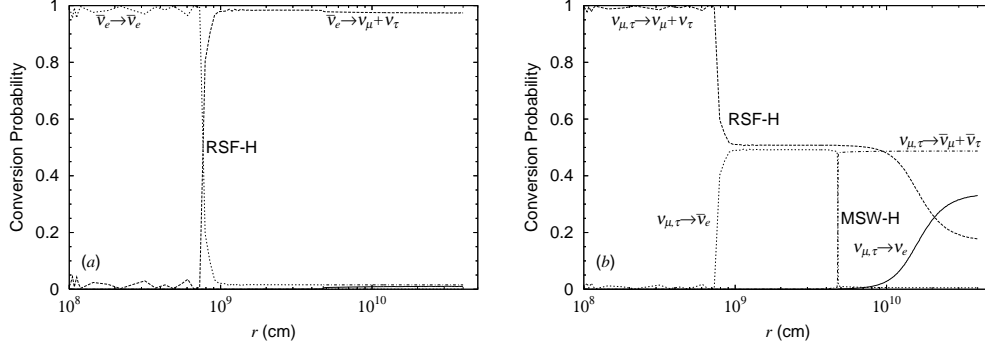 Conversion Probability
1
0.8
0.6
0.4
0.2
0
ν̅e→ν̅e
ν̅e→νμ+ντ
RSF-H
(a)
10^8
10^9
10^10
r (cm)
Conversion Probability
1
0.8
0.6
0.4
0.2
0
νμ,τ→νμ+ντ
RSF-H
νμ,τ→ν̅μ+ν̅τ
νμ,τ→ν̅e
MSW-H
νμ,τ→νe
(b)
10^8
10^9
10^10
r (cm)